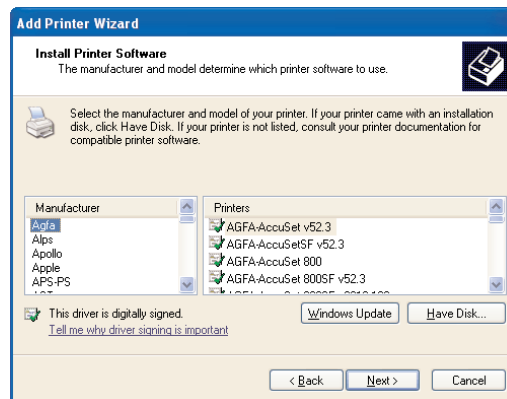 Add Printer Wizard
Install Printer Software
The manufacturer and model determine which printer software to use.
Select the manufacturer and model of your printer. If your printer came with an installation
disk, click Have Disk. If your printer is not listed, consult your printer documentation for
compatible printer software.
Manufacturer
Agfa
Alps
Apollo
Apple
APS-PS
Printers
AGFA-AccuSet v52.3
AGFA-AccuSetSF v52.3
AGFA-AccuSet 800
AGFA-AccuSet 800SF v52.3
This driver is digitally signed.
Tell me why driver signing is important
Windows Update
Have Disk...
< Back
Next >
Cancel